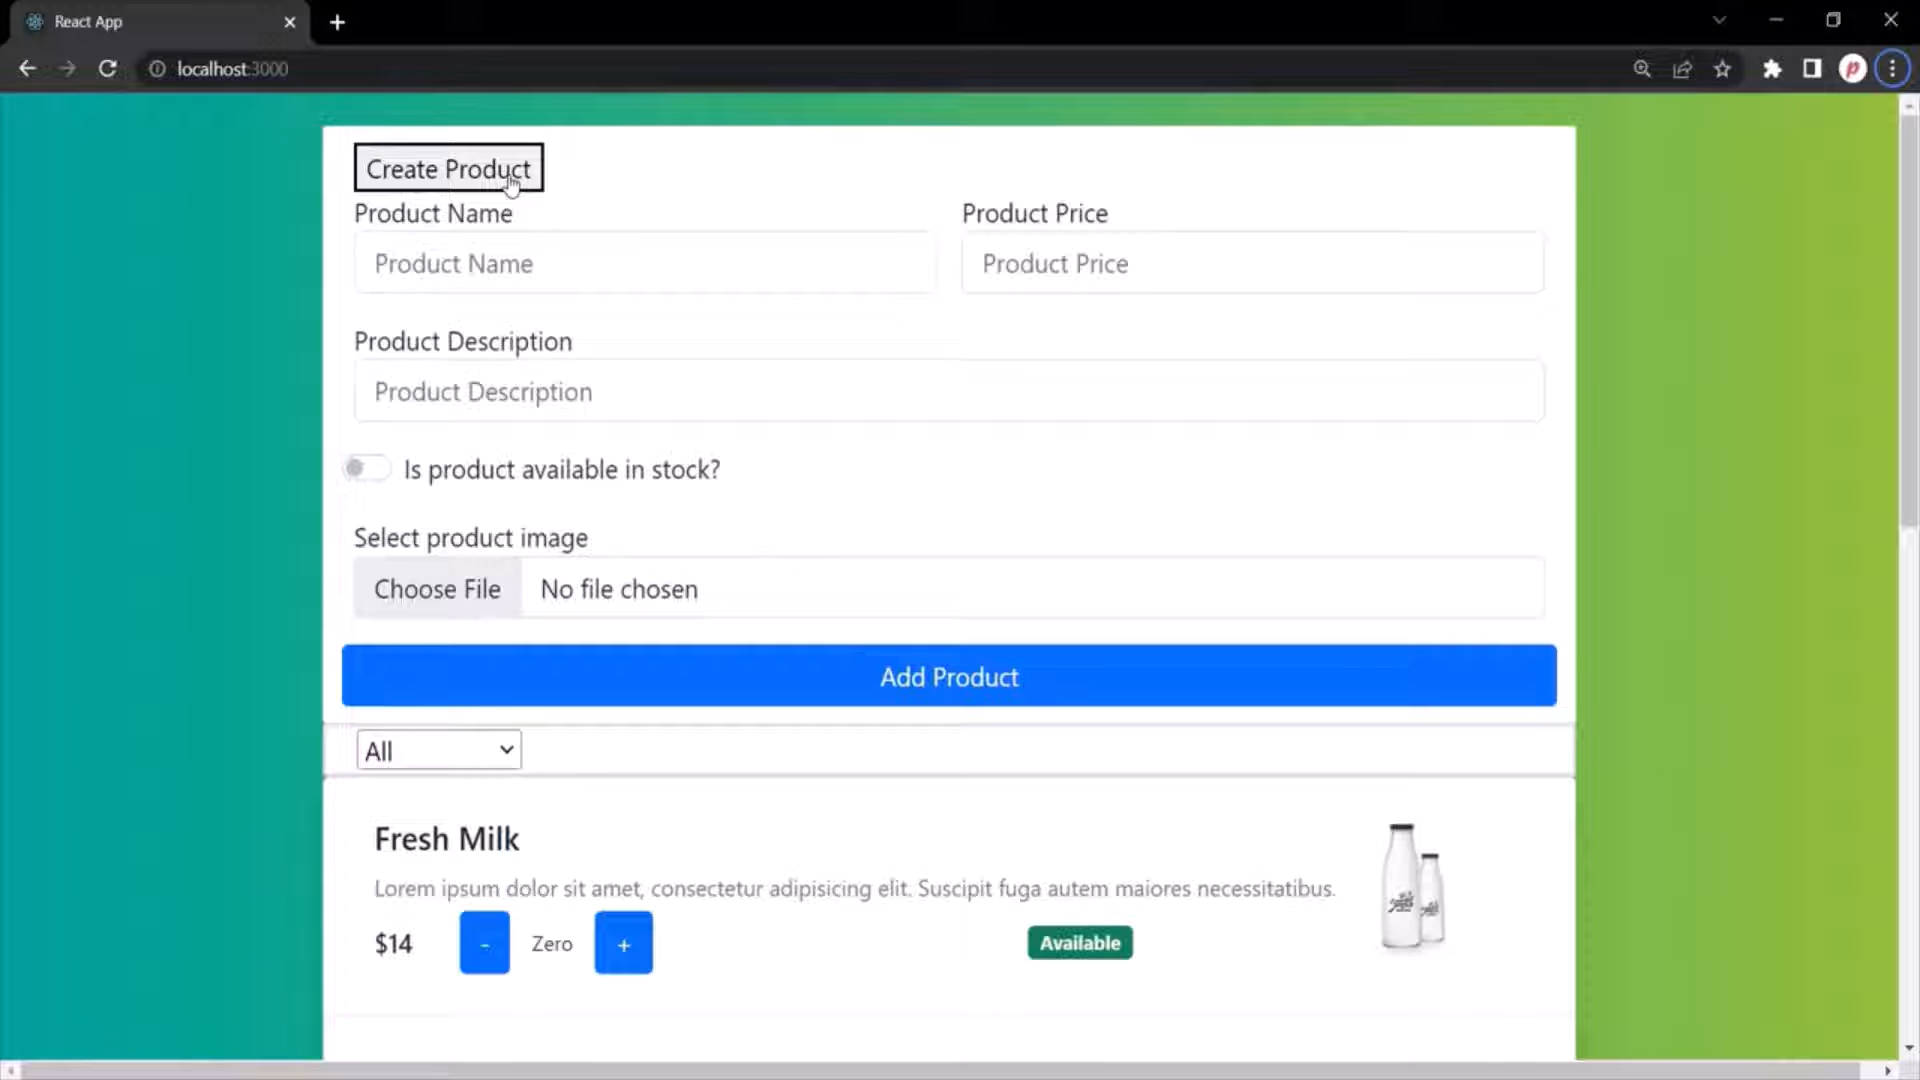 React App
localhost:3000
Create Product
Product Name
Product Price
Product Name
Product Price
Product Description
Product Description
Is product available in stock?
Select product image
Choose File
No file chosen
Add Product
All
Fresh Milk
Lorem ipsum dolor sit amet, consectetur adipisicing elit. Suscipit fuga autem maiores necessitatibus.
$14
-
Zero
+
Available